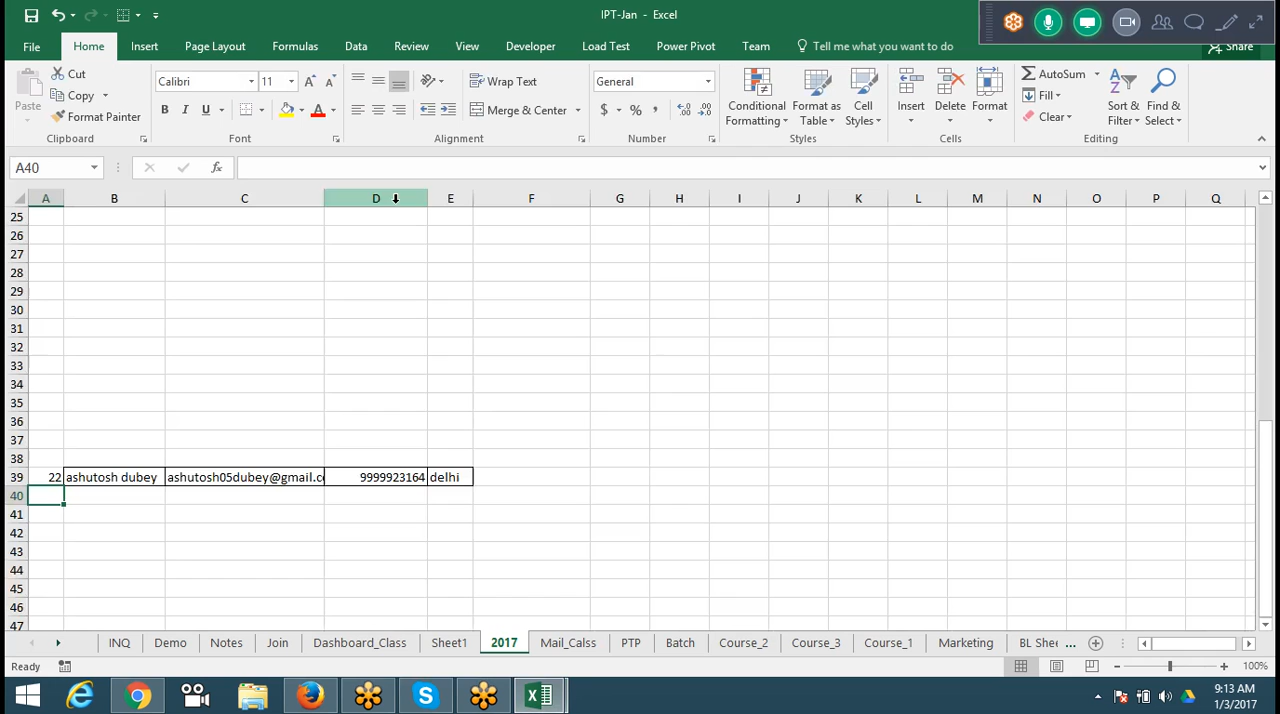 IPT-Jan - Excel
File Home Insert Page Layout Formulas Data Review View Developer Load Test Power Pivot Team Tell me what you want to do Share
Paste
Cut
Copy
Format Painter
Clipboard
Calibri 11
B I U
Font
Wrap Text
Merge & Center
Alignment
General
$ % ,
Number
Conditional Formatting
Format as Table
Cell Styles
Styles
Insert Delete Format
Cells
AutoSum
Fill
Clear
Sort & Filter
Find & Select
Editing
A40 fx
A B C D E F G H I J K L M N O P Q
25
26
27
28
29
30
31
32
33
34
35
36
37
38
39 22 ashutosh dubey ashutosh05dubey@gmail.co 9999923164 delhi
40
41
42
43
44
45
46
47
INQ Demo Notes Join Dashboard_Class Sheet1 2017 Mail_Calss PTP Batch Course_2 Course_3 Course_1 Marketing BL Shee ...
Ready 100%
9:13 AM
1/3/2017